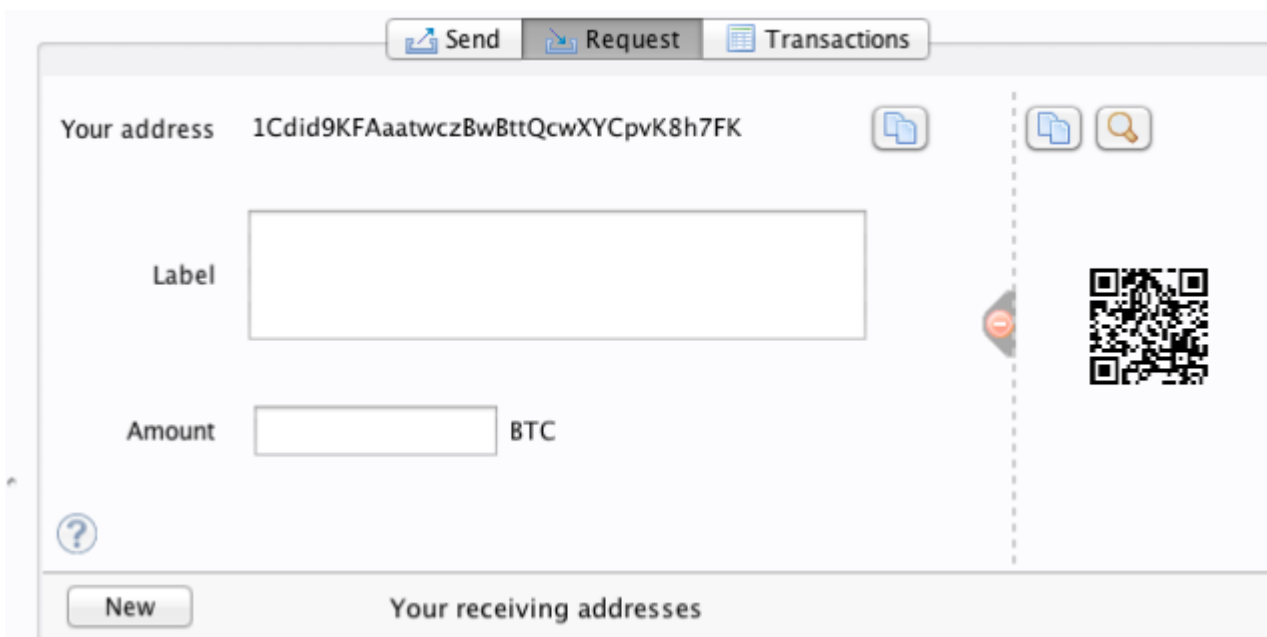 Send Request Transactions
Your address 1Cdid9KFAaatwczBwBttQcwXYCpvK8h7FK
Label
Amount BTC
?
New Your receiving addresses